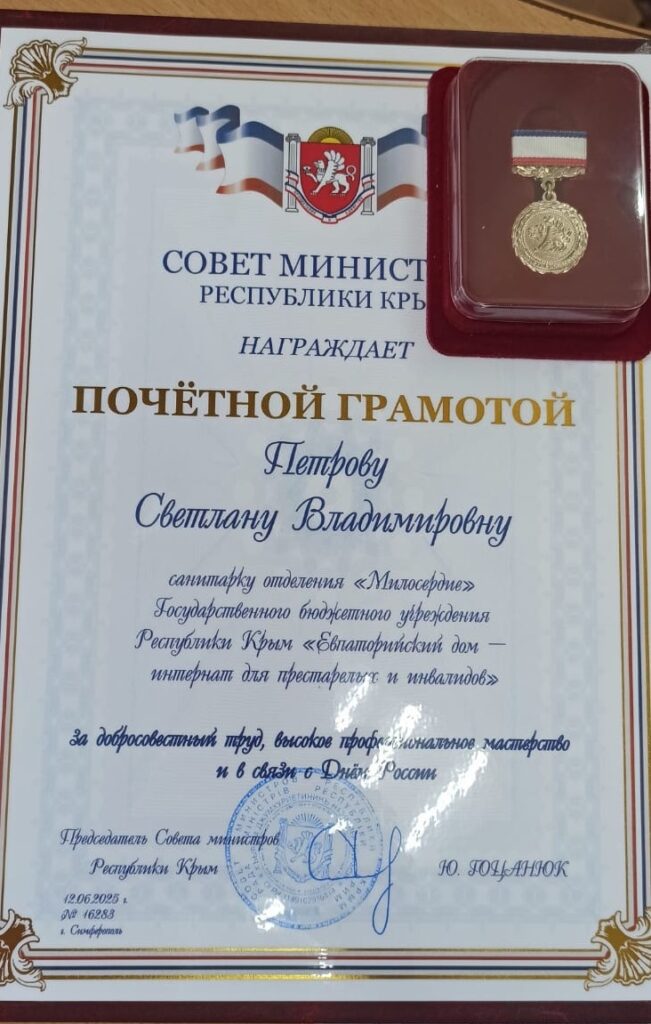 СОВЕТ МИНИСТ
РЕСПУБЛИКИ КРЫ
НАГРАЖДАЕТ
ПОЧЁТНОЙ ГРАМОТОЙ
Петрову
Светлану Владимировну
санитарку отделения «Милосердие»
Государственного бюджетного учреждения
Республики Крым «Евпаторийский дом –
интернат для престарелых и инвалидов»
за добросовестный труд, высокое профессиональное мастерство
и в связи с Днём России
Председатель Совета министров
Республики Крым
Ю. ГОЦАНЮК
12.06.2025 г.
№ 16283
г. Симферополь